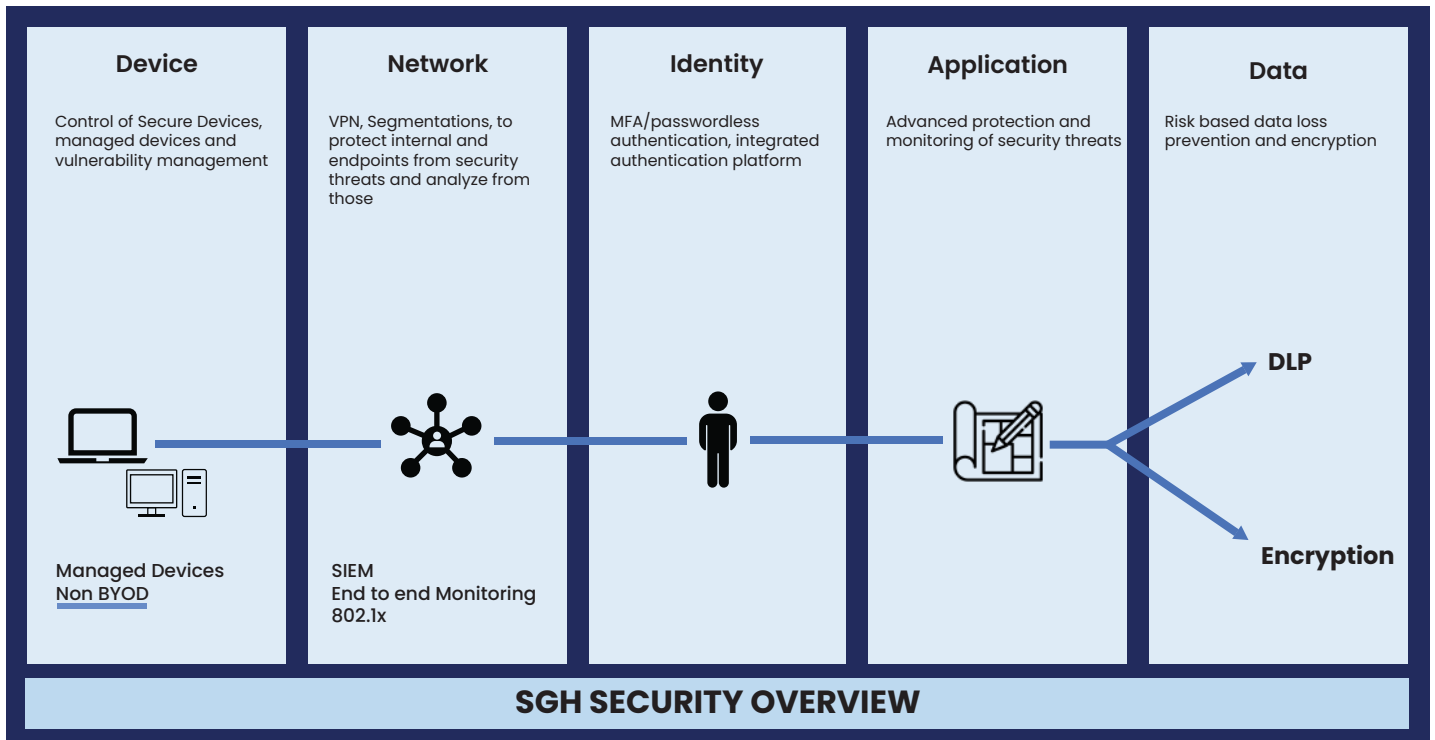 Device
Control of Secure Devices,
managed devices and
vulnerability management
Managed Devices
Non BYOD
Network
VPN, Segmentations, to
protect internal and
endpoints from security
threats and analyze from
those
SIEM
End to end Monitoring
802.1x
Identity
MFA/passwordless
authentication, integrated
authentication platform
Application
Advanced protection and
monitoring of security threats
Data
Risk based data loss
prevention and encryption
DLP
Encryption
SGH SECURITY OVERVIEW